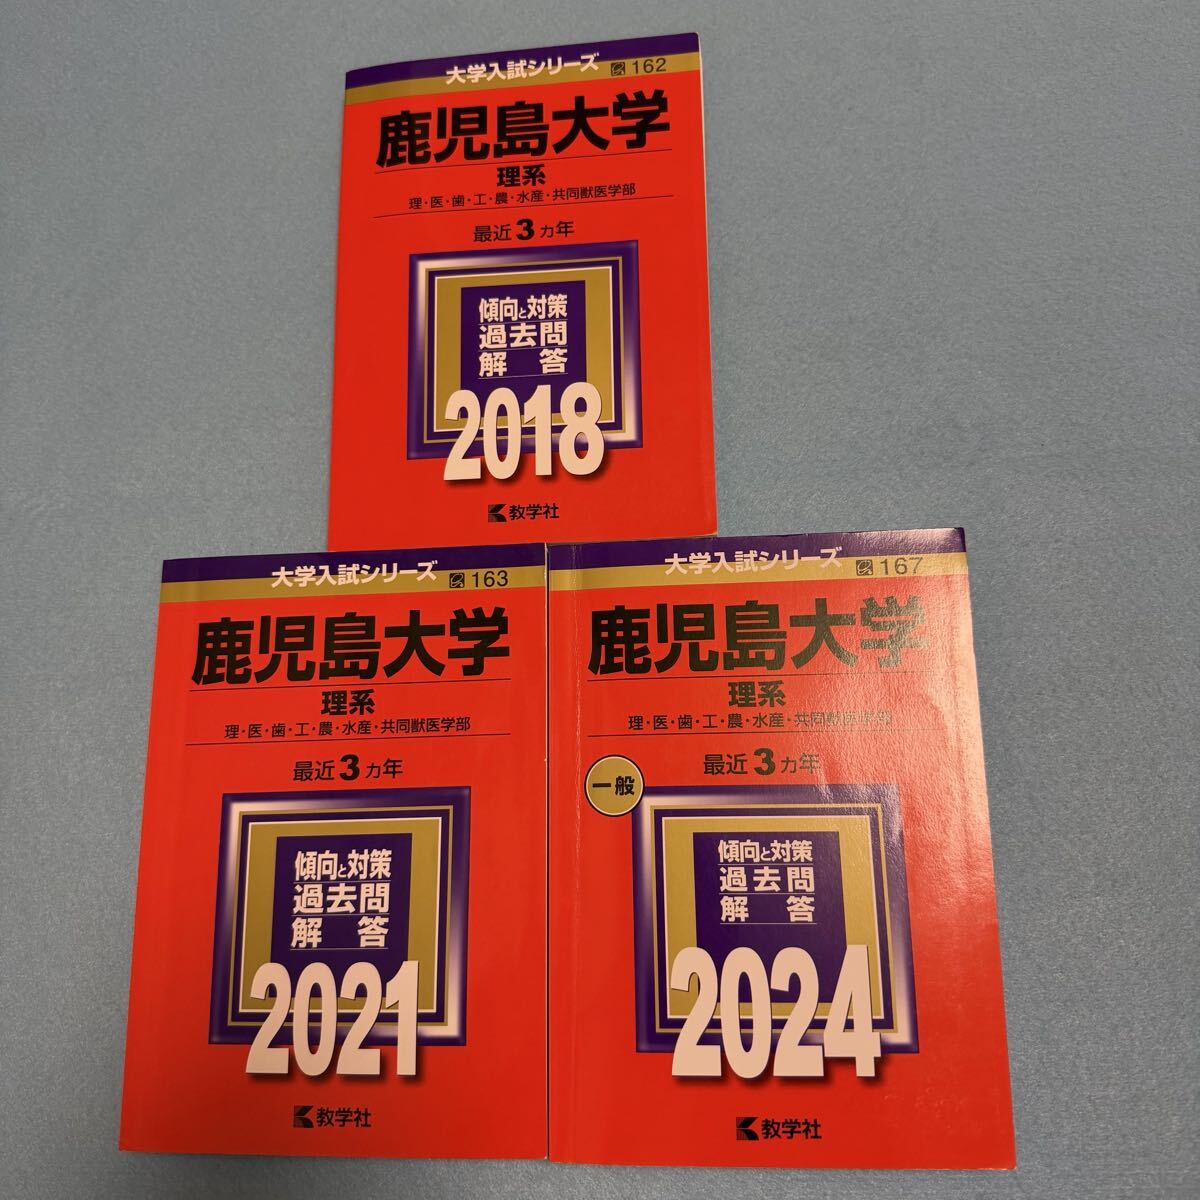 大学入試シリーズ 162
鹿児島大学
理系
理・医・歯・工・農・水産・共同獣医学部
最近3カ年
傾向と対策
過去問
解答
2018
教学社
大学入試シリーズ 163
鹿児島大学
理系
理・医・歯・工・農・水産・共同獣医学部
最近3カ年
傾向と対策
過去問
解答
2021
教学社
大学入試シリーズ 167
鹿児島大学
理系
理・医・歯・工・農・水産・共同獣医学部
最近3カ年
一般
傾向と対策
過去問
解答
2024
教学社